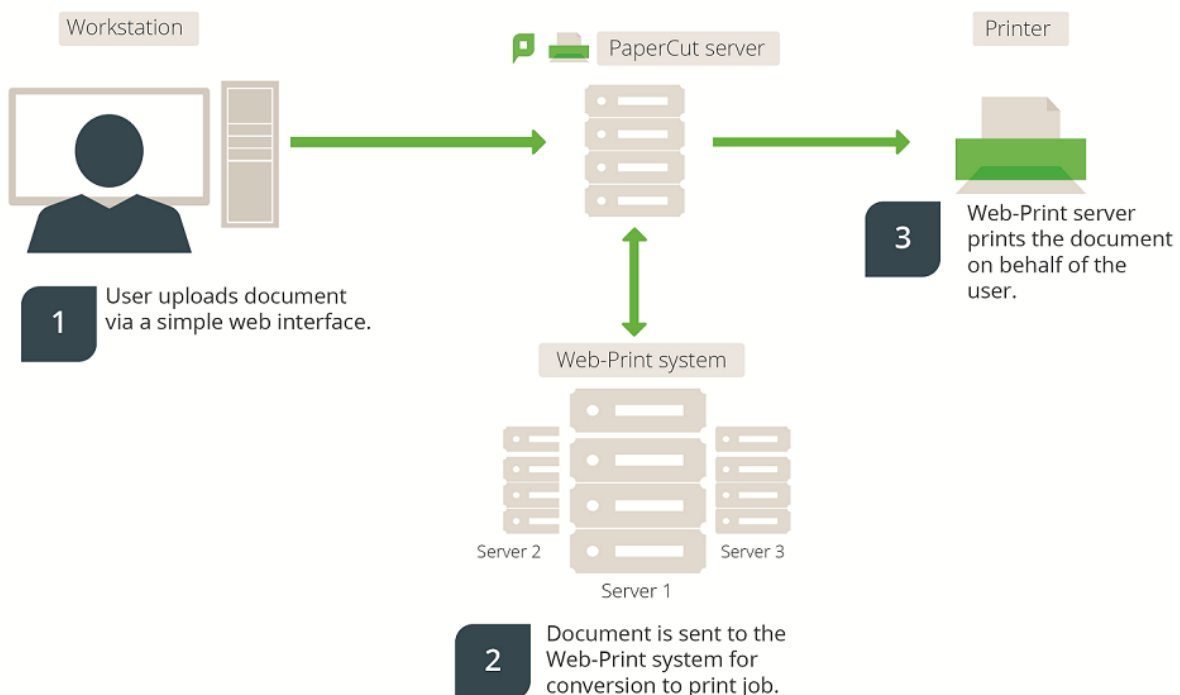 Workstation
PaperCut server
Printer
1
User uploads document
via a simple web interface.
3
Web-Print server
prints the document
on behalf of the
user.
Web-Print system
Server 2
Server 3
Server 1
2
Document is sent to the
Web-Print system for
conversion to print job.